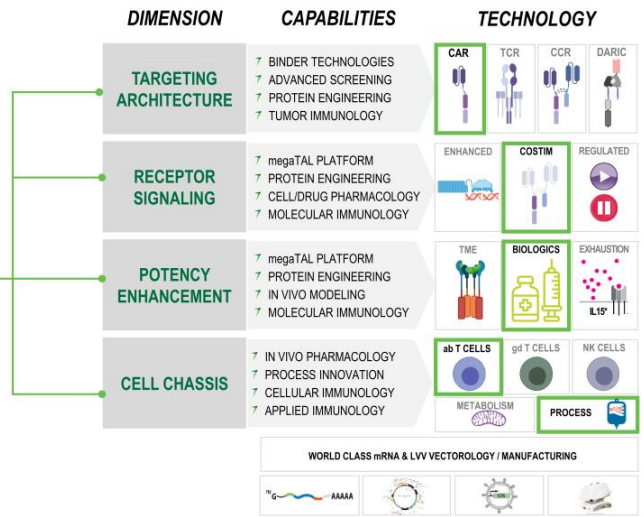 DIMENSION
CAPABILITIES
TECHNOLOGY
TARGETING
ARCHITECTURE
BINDER TECHNOLOGIES
ADVANCED SCREENING
PROTEIN ENGINEERING
TUMOR IMMUNOLOGY
CAR
TCR
CCR
DARIC
RECEPTOR
SIGNALING
megaTAL PLATFORM
PROTEIN ENGINEERING
CELL/DRUG PHARMACOLOGY
MOLECULAR IMMUNOLOGY
ENHANCED
COSTIM
REGULATED
POTENCY
ENHANCEMENT
megaTAL PLATFORM
PROTEIN ENGINEERING
IN VIVO MODELING
MOLECULAR IMMUNOLOGY
TME
BIOLOGICS
EXHAUSTION
IL15*
CELL CHASSIS
IN VIVO PHARMACOLOGY
PROCESS INNOVATION
CELLULAR IMMUNOLOGY
APPLIED IMMUNOLOGY
ab T CELLS
gd T CELLS
NK CELLS
METABOLISM
PROCESS
WORLD CLASS mRNA & LVV VECTOROLOGY / MANUFACTURING
G
AAAAA